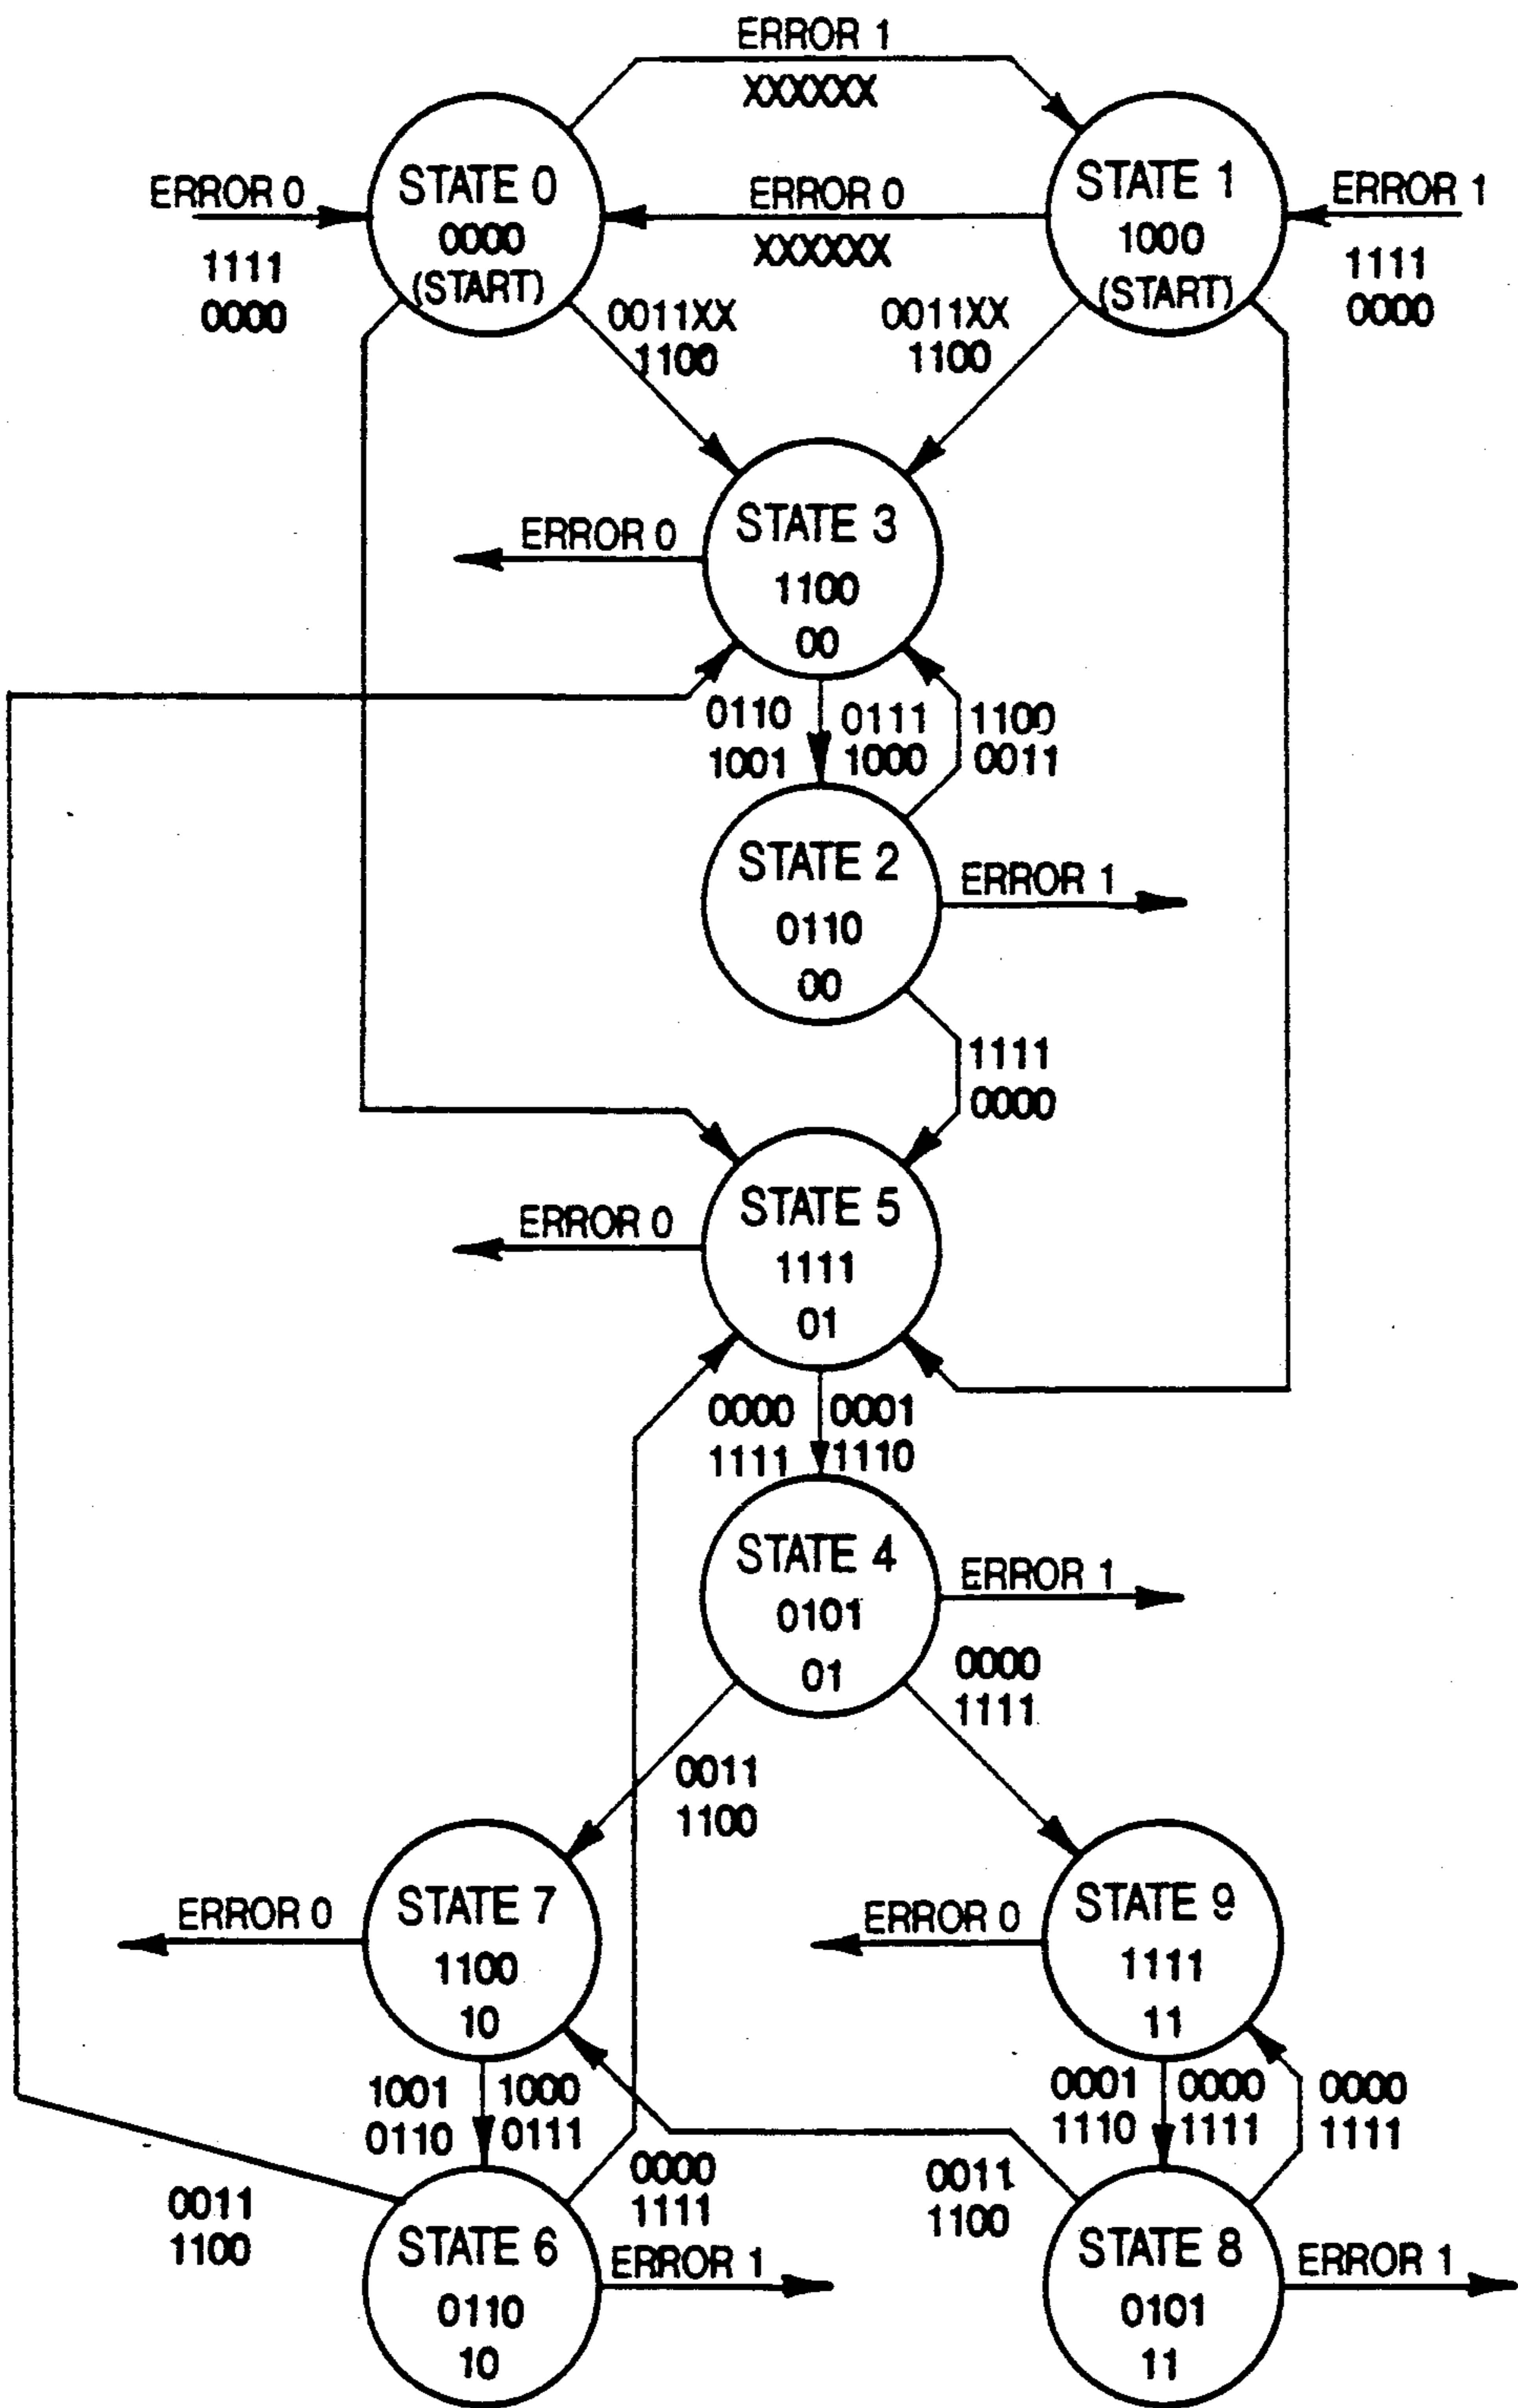 ERROR 1
XXXXXX
STATE 0
0000
(START)
STATE 1
1000
(START)
ERROR 0
1111
0000
ERROR 0
XXXXXX
ERROR 1
1111
0000
0011XX
1100
0011XX
1100
STATE 3
1100
00
ERROR 0
0110
1001
0111
1000
1100
0011
STATE 2
0110
00
ERROR 1
1111
0000
STATE 5
1111
01
ERROR 0
0000
1111
0001
1110
STATE 4
0101
01
ERROR 1
0000
1111
0011
1100
STATE 7
1100
10
ERROR 0
STATE 9
1111
11
ERROR 0
1001
0110
1000
0111
0001
1110
0000
1111
0000
1111
0011
1100
0000
1111
0011
1100
STATE 6
0110
10
ERROR 1
STATE 8
0101
11
ERROR 1